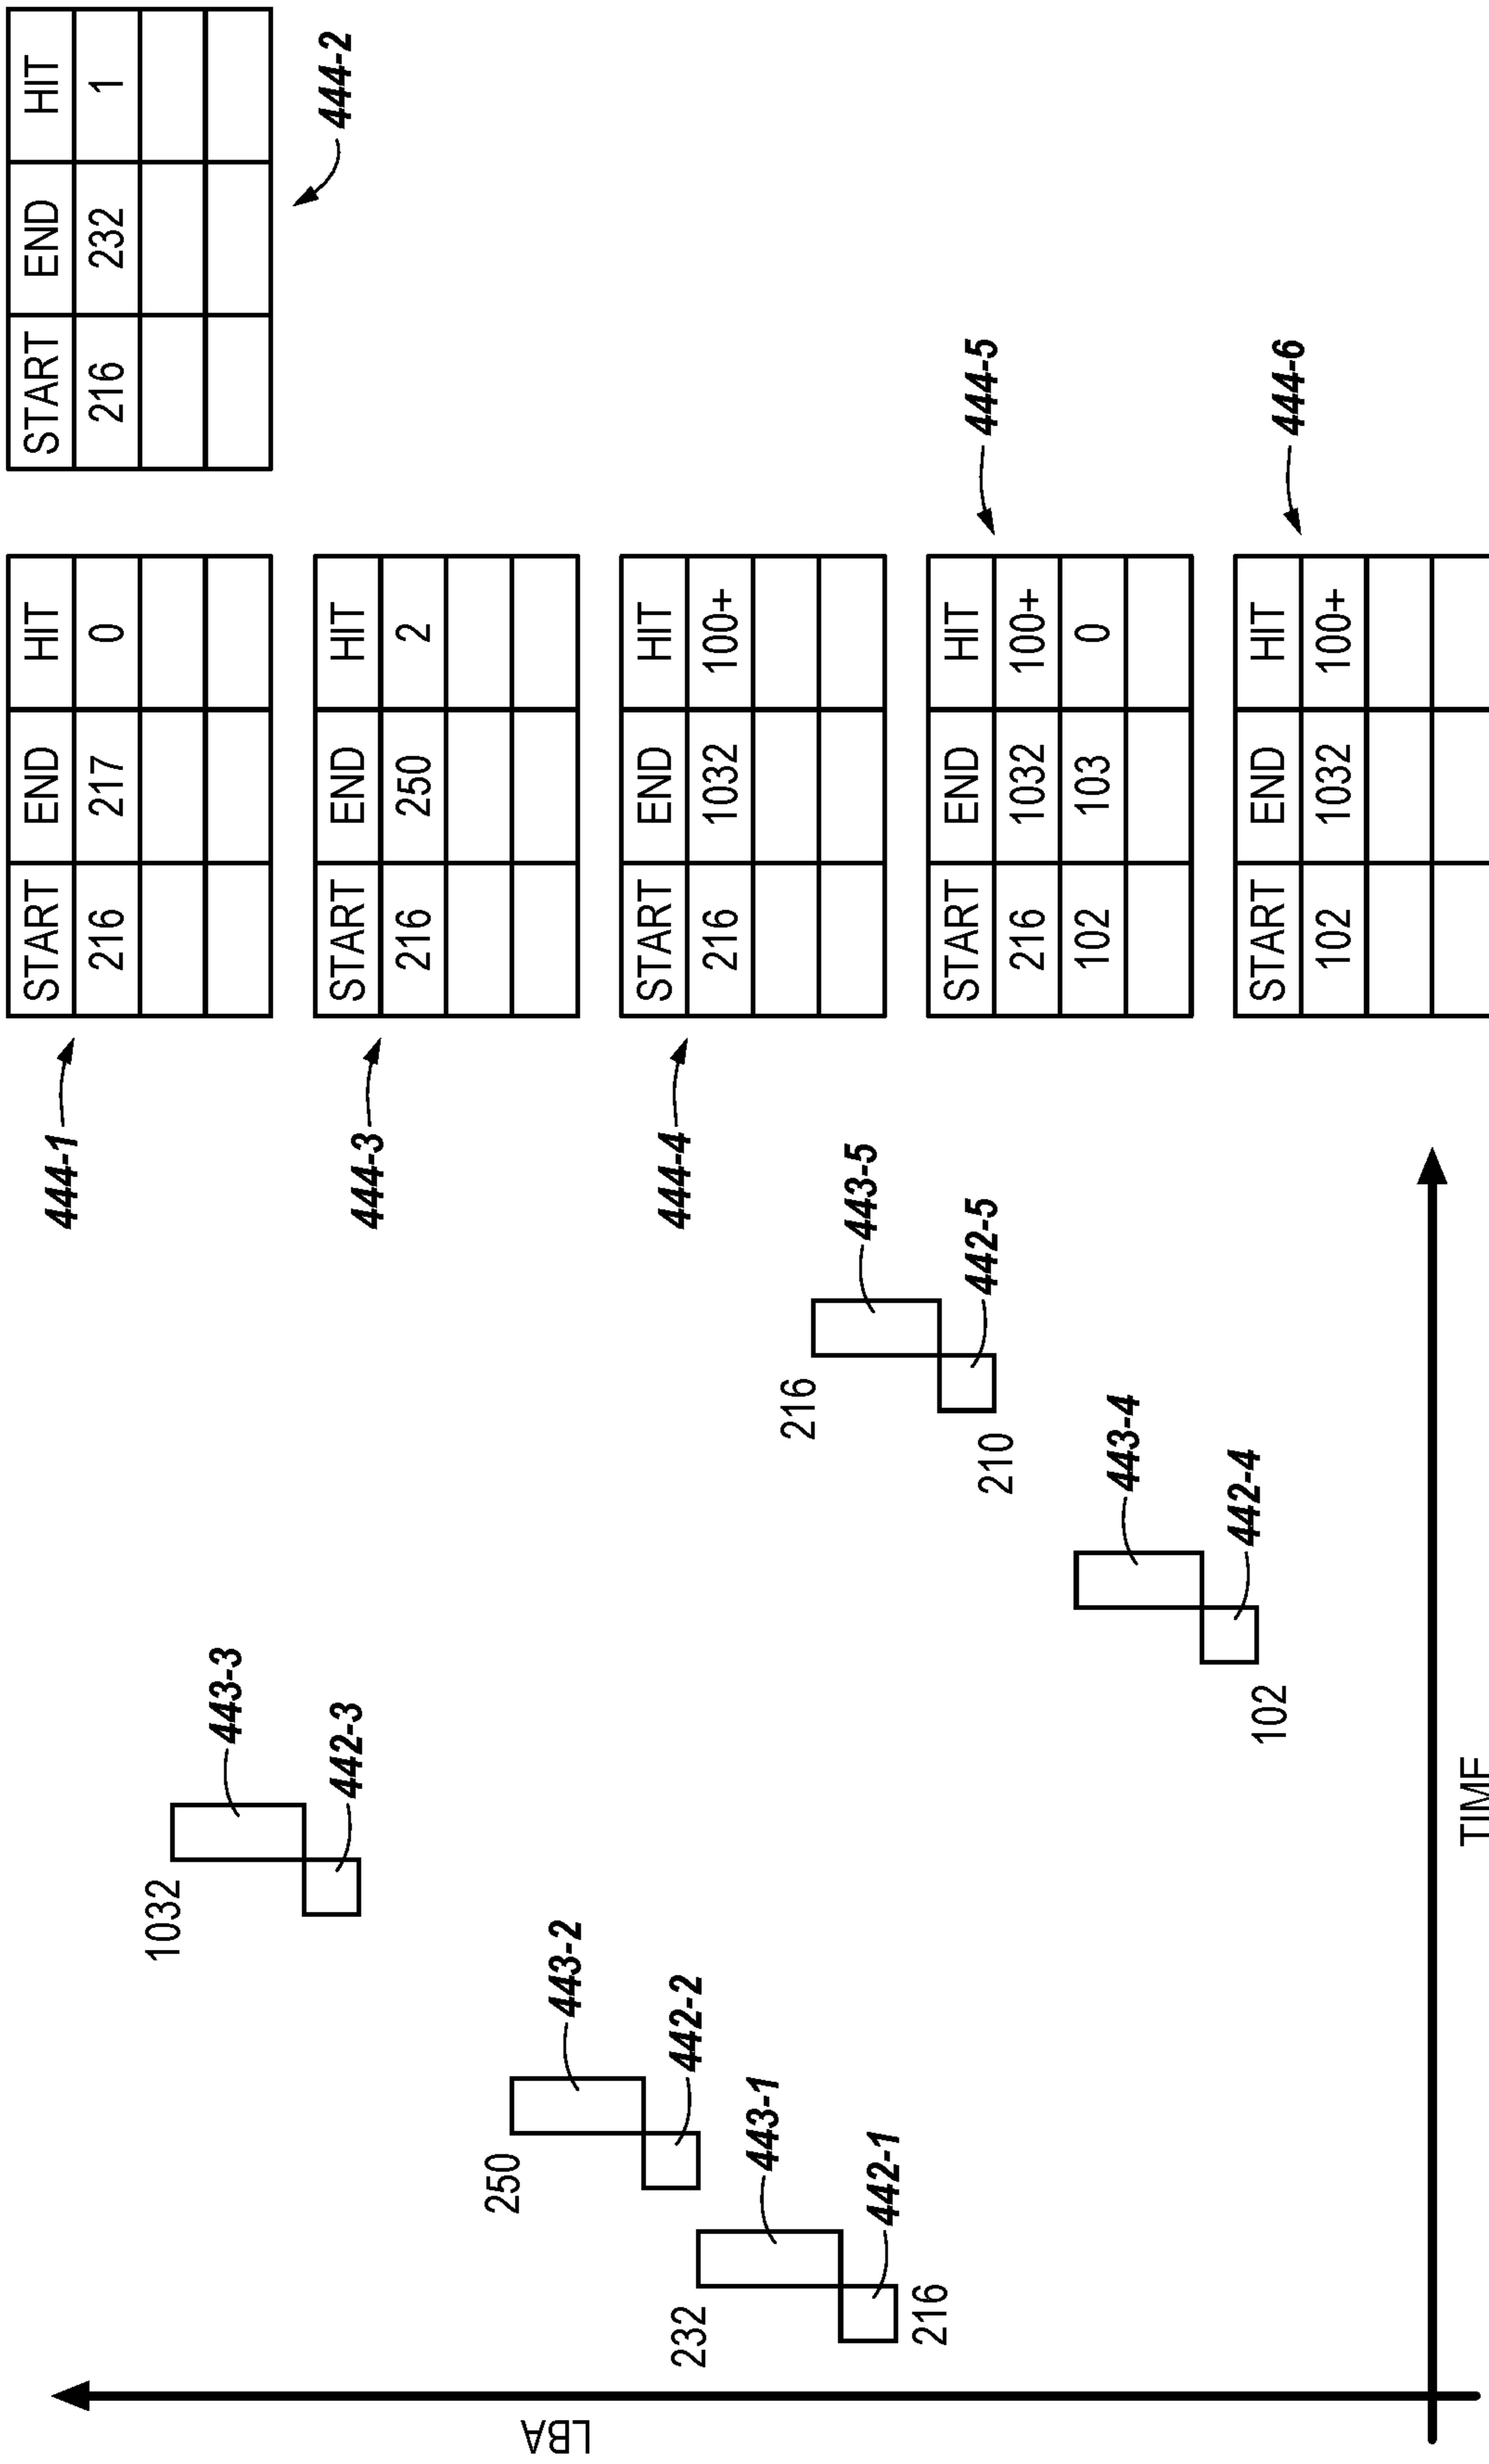 LBA
1032
443-3
442-3
250
443-2
442-2
232
443-1
442-1
216
216
443-5
442-5
210
443-4
442-4
102
TIME
444-1
START END HIT
216 217 0
START END HIT
216 232 1
444-2
444-3
START END HIT
216 250 2
444-4
START END HIT
216 1032 100+
START END HIT
216 1032 100+
102 103 0
444-5
START END HIT
102 1032 100+
444-6